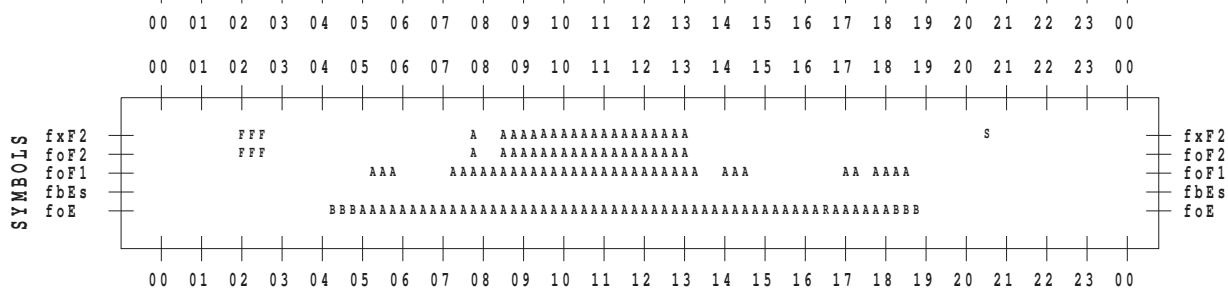 00 01 02 03 04 05 06 07 08 09 10 11 12 13 14 15 16 17 18 19 20 21 22 23 00
00 01 02 03 04 05 06 07 08 09 10 11 12 13 14 15 16 17 18 19 20 21 22 23 00
SYMBOLS
fxF2 FFF A AAAAAAAAAAAAAAAAAAA S fxF2
foF2 FFF A AAAAAAAAAAAAAAAAAAA foF2
foF1 AAA AAAAAAAAAAAAAAAAAAAAAAAAA AAA AA AAAA foF1
fbEs fbEs
foE BBBAAAAAAAAAAAAAAAAAAAAAAAAAAAAAAAAAAAAAAAAAAAAAARAAAAAABBB foE
00 01 02 03 04 05 06 07 08 09 10 11 12 13 14 15 16 17 18 19 20 21 22 23 00